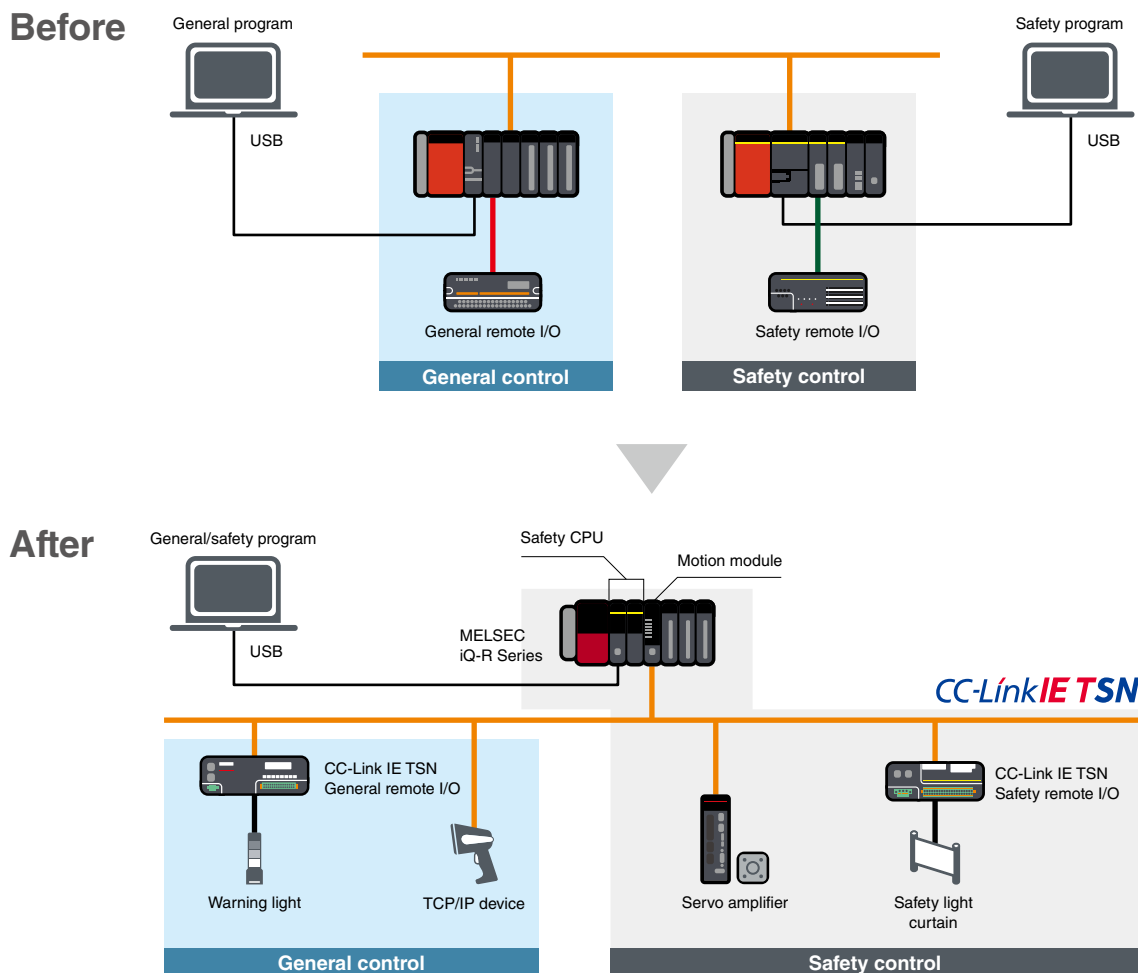 Before
General program
Safety program
USB
USB
General remote I/O
Safety remote I/O
General control
Safety control
After
General/safety program
Safety CPU
Motion module
MELSEC
iQ-R Series
USB
CC-Link IE TSN
CC-Link IE TSN
General remote I/O
CC-Link IE TSN
Safety remote I/O
Warning light
TCP/IP device
Servo amplifier
Safety light
curtain
General control
Safety control